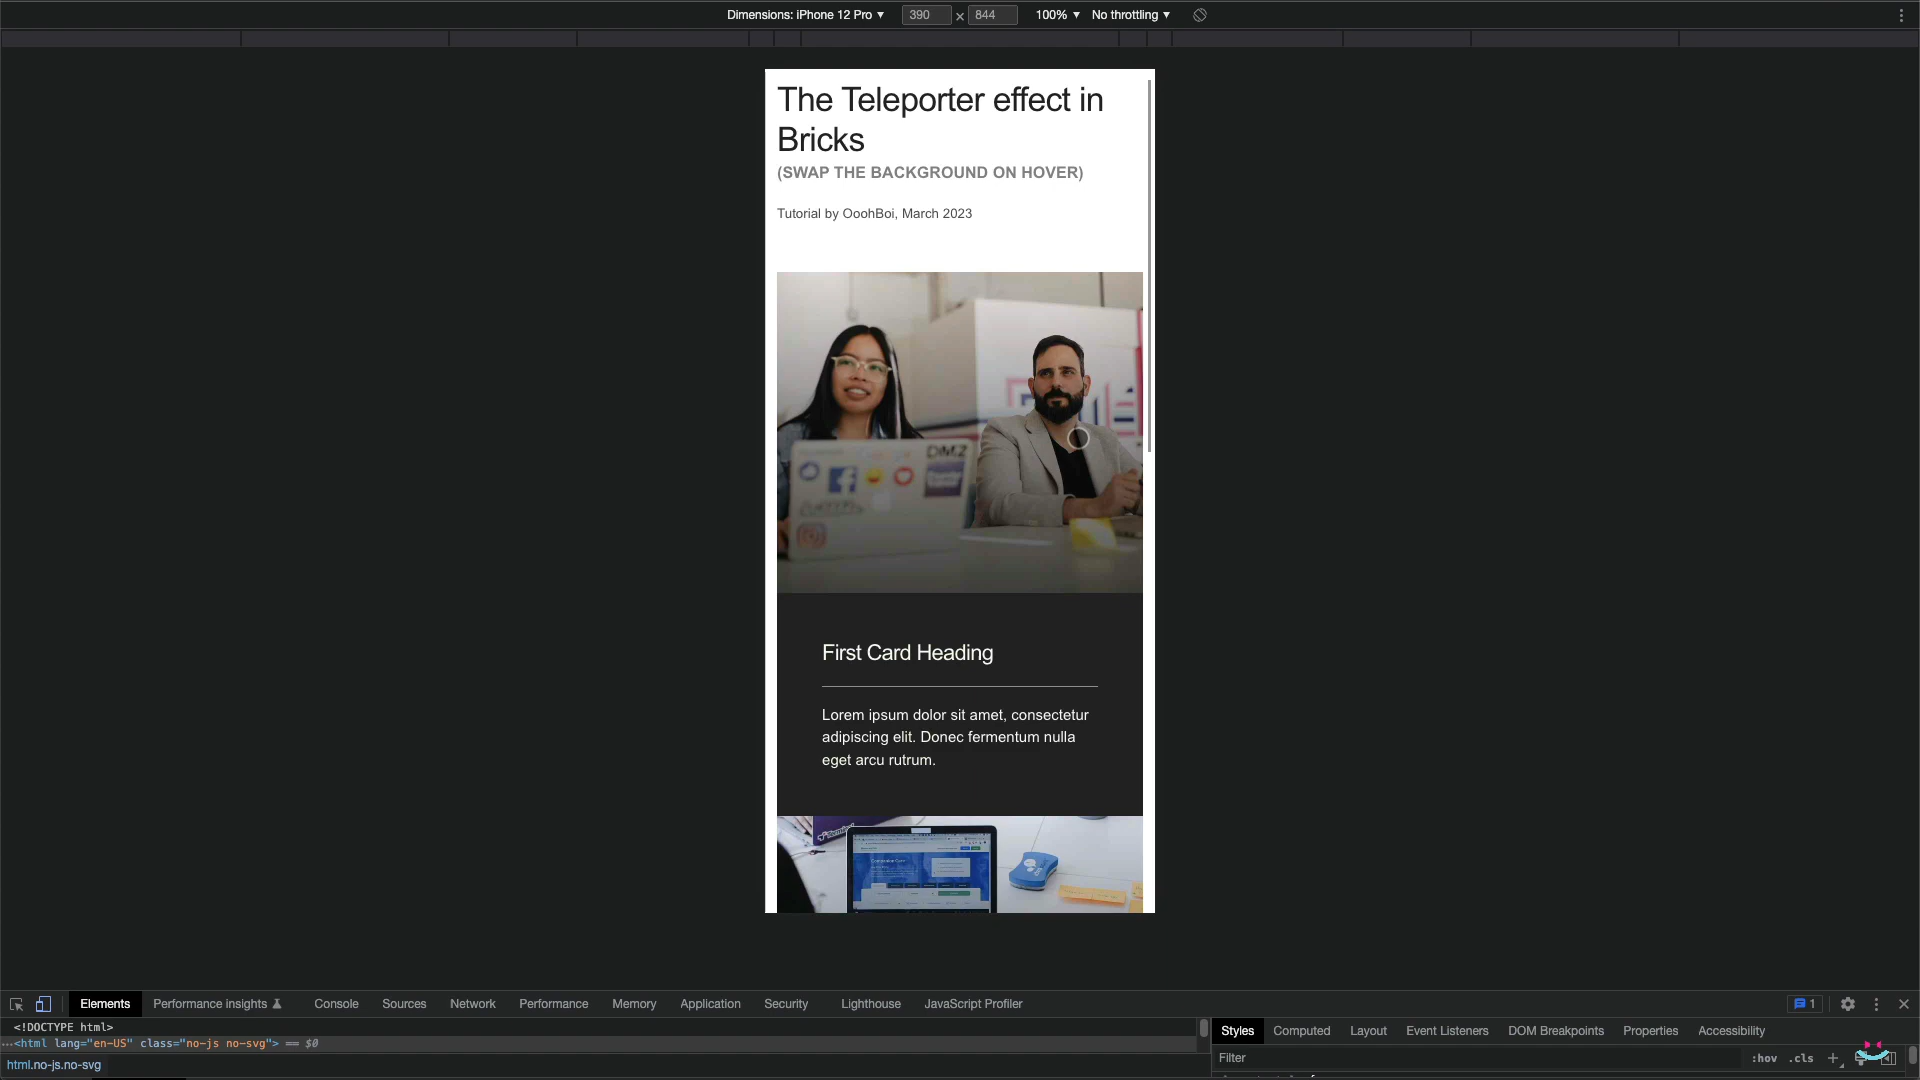 Dimensions: iPhone 12 Pro ▼ 390 × 844 100% ▼ No throttling ▼
The Teleporter effect in
Bricks
(SWAP THE BACKGROUND ON HOVER)
Tutorial by OoohBoi, March 2023
DMZ
First Card Heading
Lorem ipsum dolor sit amet, consectetur
adipiscing elit. Donec fermentum nulla
eget arcu rutrum.
Elements Performance insights Console Sources Network Performance Memory Application Security Lighthouse JavaScript Profiler 1
<!DOCTYPE html>
<html lang="en-US" class="no-js no-svg"> == $0
html.no-js.no-svg
Styles Computed Layout Event Listeners DOM Breakpoints Properties Accessibility
Filter :hov .cls